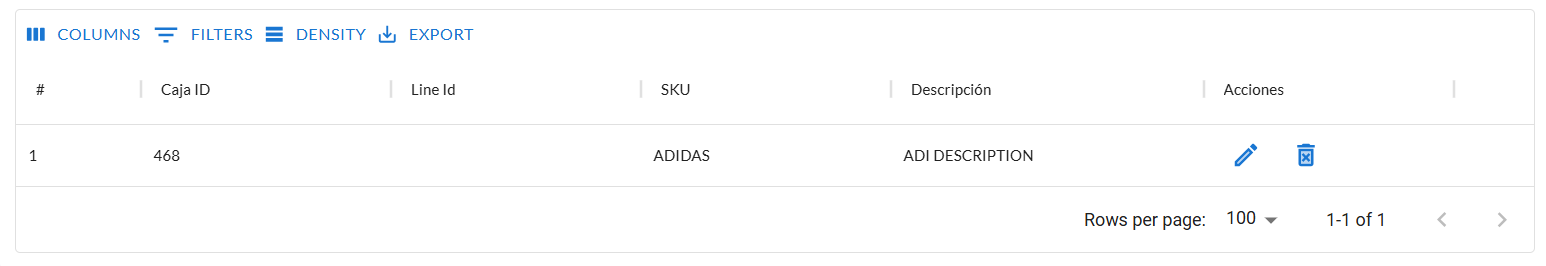 COLUMNS FILTERS DENSITY EXPORT
# Caja ID Line Id SKU Descripción Acciones
1 468 ADIDAS ADI DESCRIPTION
Rows per page: 100 1-1 of 1